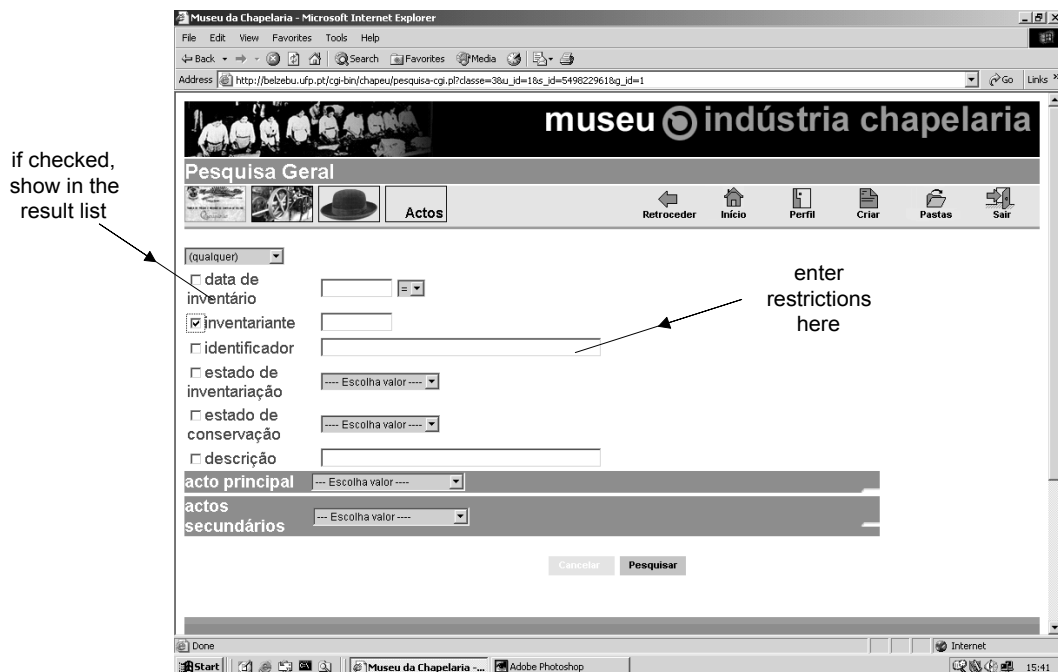 Museu da Chapelaria - Microsoft Internet Explorer
File Edit View Favorites Tools Help
Back Search Favorites Media
Address http://belzebu.ufp.pt/cgi-bin/chapeu/pesquisa-cgi.pl?classe=3&u_id=1&s_id=549822961&g_id=1 Go Links »
museu indústria chapelaria
Pesquisa Geral
Actos Retroceder Início Perfil Criar Pastas Sair
if checked,
show in the
result list
(qualquer)
data de
inventário =
inventariante
identificador
enter
restrictions
here
estado de
inventariação ---- Escolha valor ----
estado de
conservação ---- Escolha valor ----
descrição
acto principal --- Escolha valor ----
actos
secundários --- Escolha valor ----
Cancelar Pesquisar
Done Internet
Start Museu da Chapelaria -... Adobe Photoshop 15:41